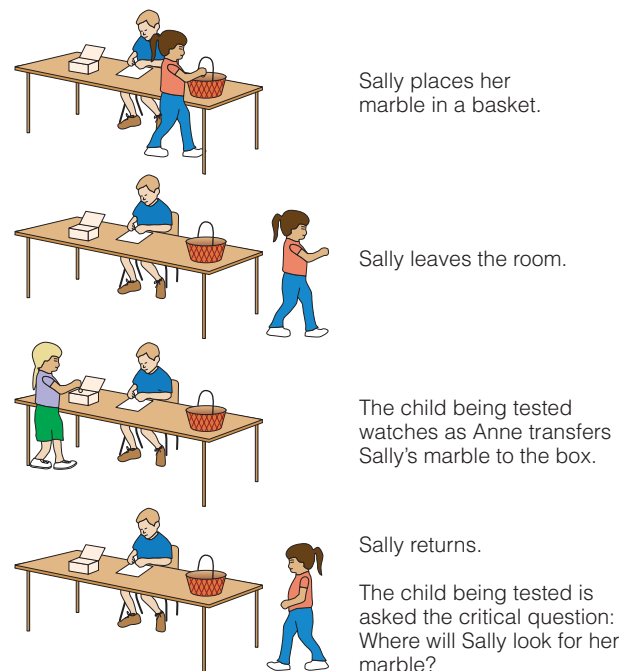 Sally places her
marble in a basket.
Sally leaves the room.
The child being tested
watches as Anne transfers
Sally’s marble to the box.
Sally returns.
The child being tested is
asked the critical question:
Where will Sally look for her
marble?